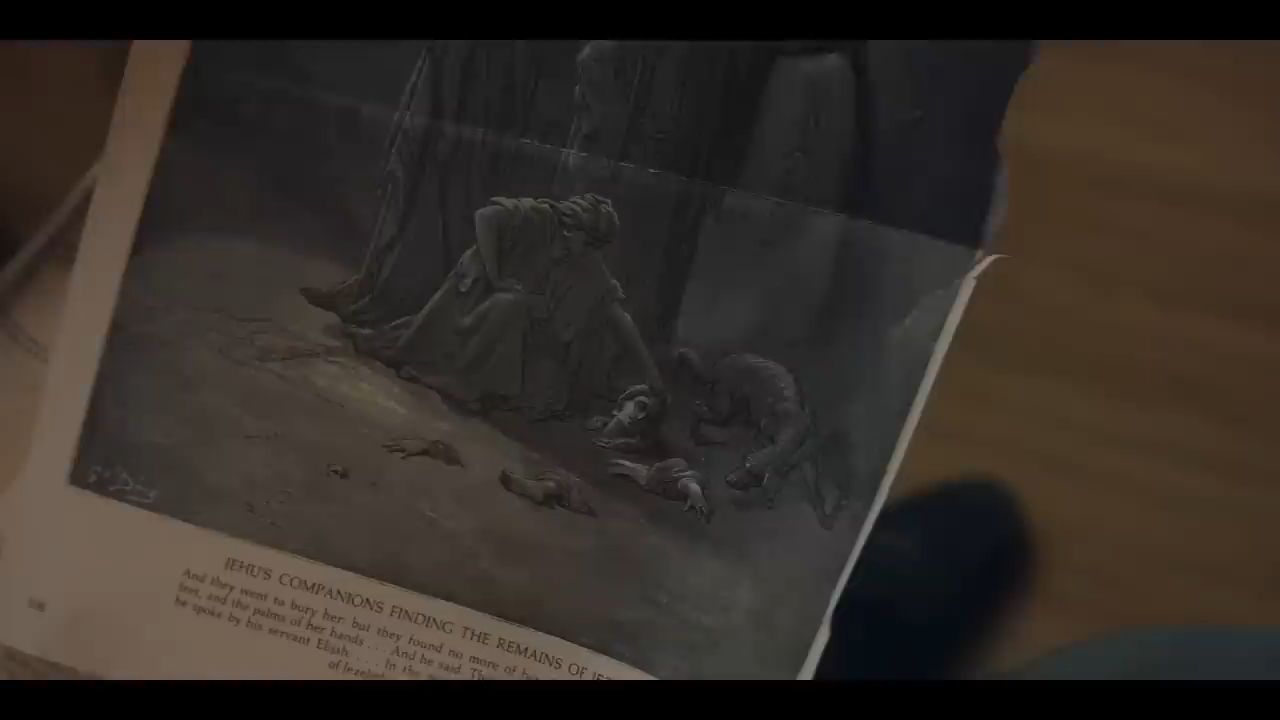 JEHU'S COMPANIONS FINDING THE REMAINS OF
And they went to bury her: but they found no more of
feet, and the palms of her hands . . . And he said,
he spoke by his servant Elijah . . . . In the
of Jezebel